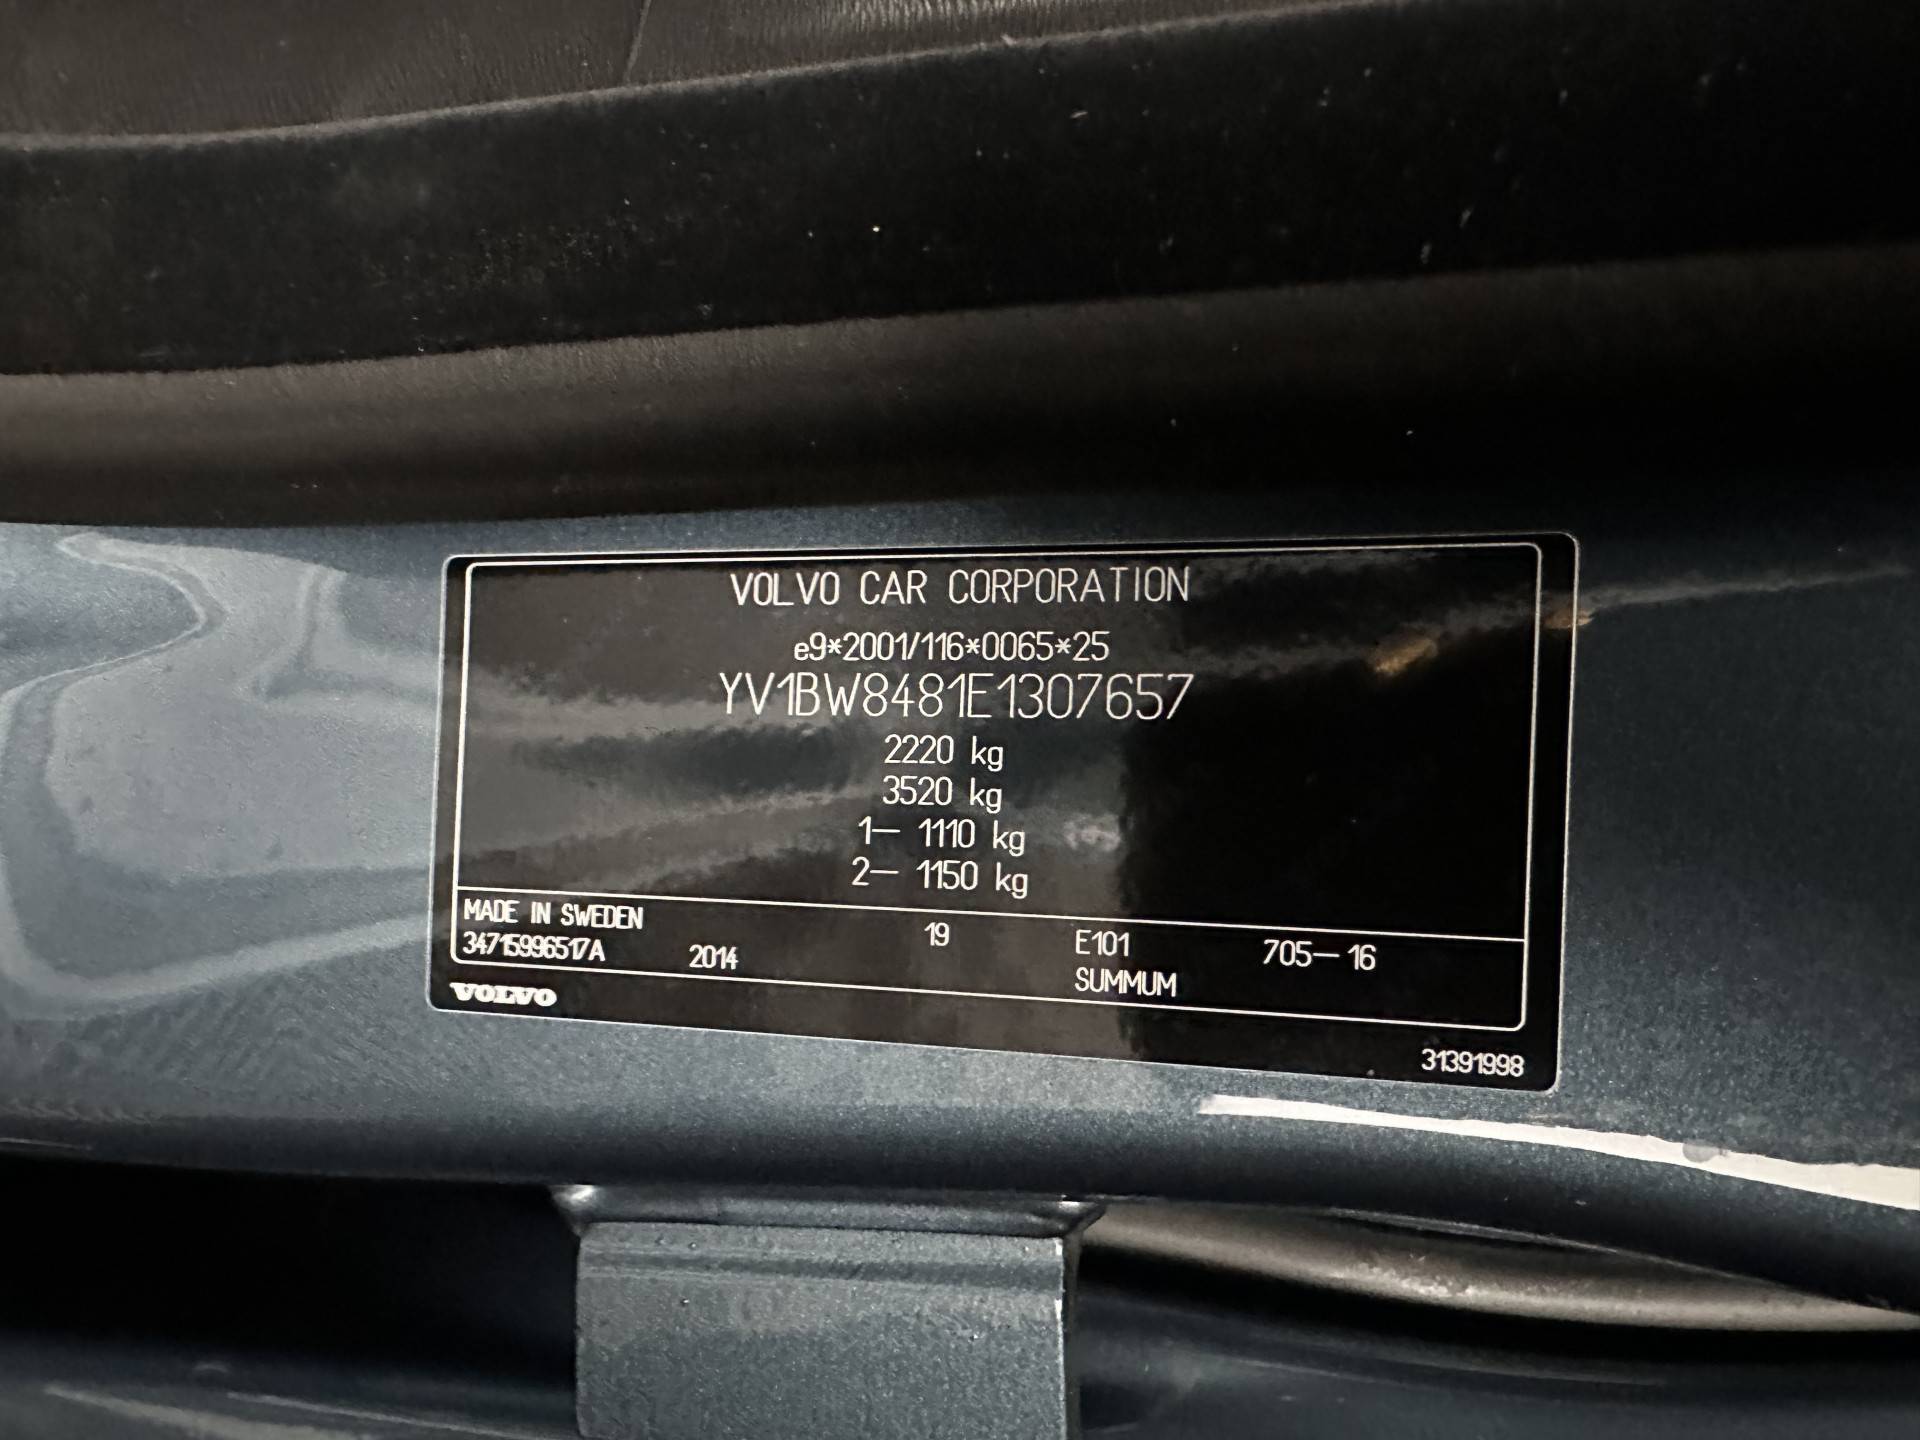 VOLVO CAR CORPORATION
e9*2001/116*0065*25
YV1BW8481E1307657
2220 kg
3520 kg
1— 1110 kg
2— 1150 kg
MADE IN SWEDEN
34715996517A 2014 19 E101 705—16
SUMMUM
VOLVO
31391998